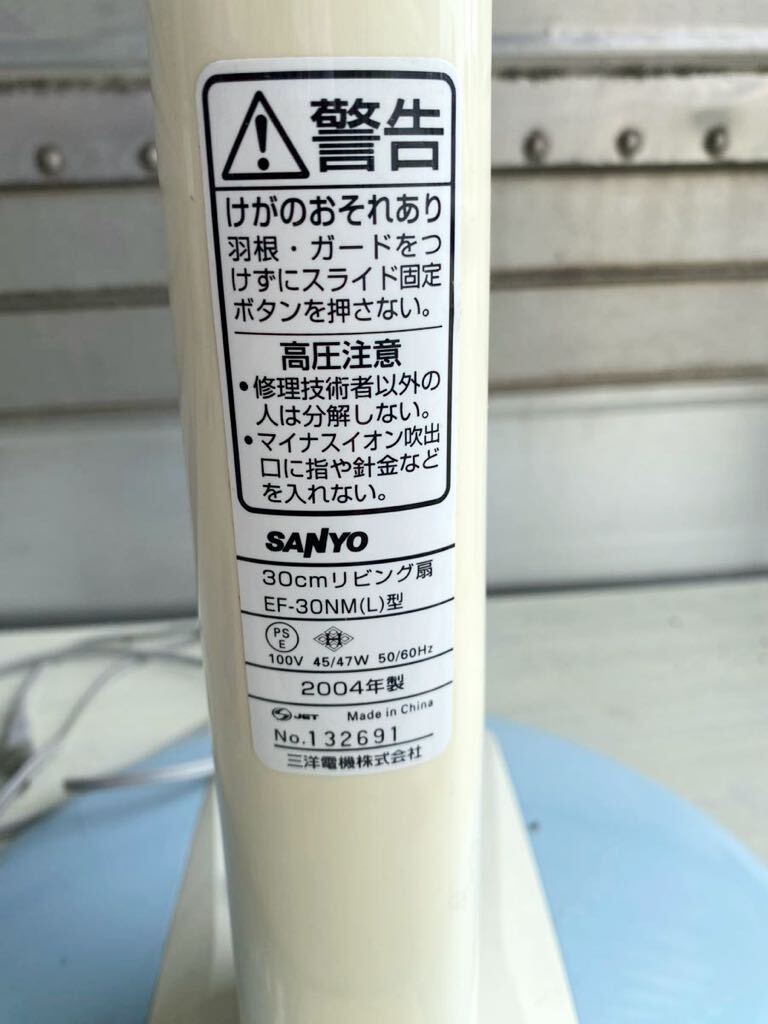 警告
けがのおそれあり
羽根・ガードをつ
けずにスライド固定
ボタンを押さない。
高圧注意
•修理技術者以外の
人は分解しない。
•マイナスイオン吹出
口に指や針金など
を入れない。
SANYO
30cmリビング扇
EF-30NM(L)型
PS
E
100V 45/47W 50/60Hz
2004年製
JET Made in China
No.132691
三洋電機株式会社